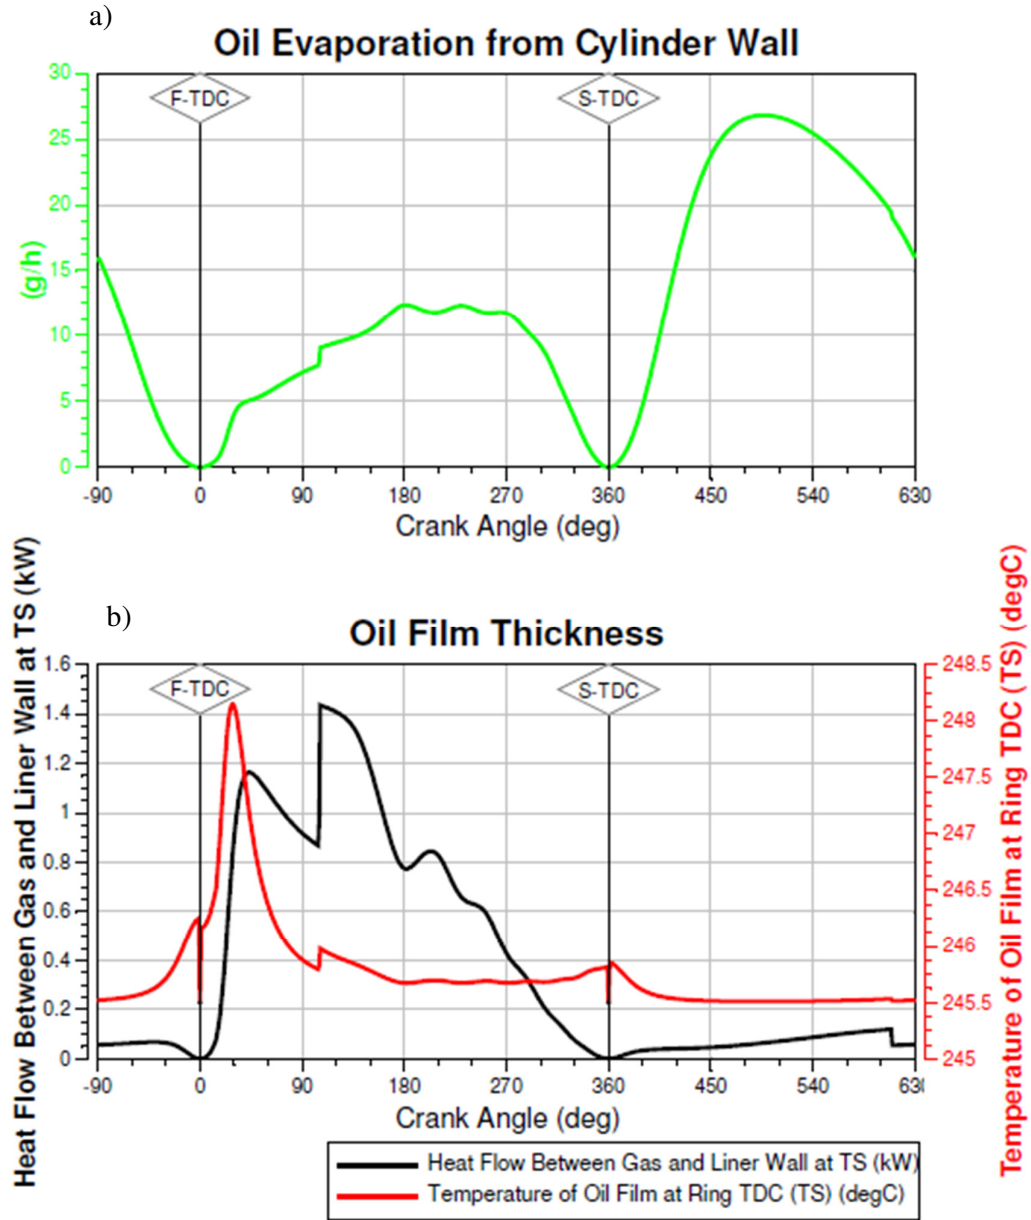 a)
Oil Evaporation from Cylinder Wall
F-TDC
S-TDC
30
25
20
15
10
5
0
(g/h)
-90 0 90 180 270 360 450 540 630
Crank Angle (deg)
b)
Oil Film Thickness
F-TDC
S-TDC
Heat Flow Between Gas and Liner Wall at TS (kW)
1.6
1.4
1.2
1
0.8
0.6
0.4
0.2
0
248.5
248
247.5
247
246.5
246
245.5
245
Temperature of Oil Film at Ring TDC (TS) (degC)
-90 0 90 180 270 360 450 540 630
Crank Angle (deg)
Heat Flow Between Gas and Liner Wall at TS (kW)
Temperature of Oil Film at Ring TDC (TS) (degC)